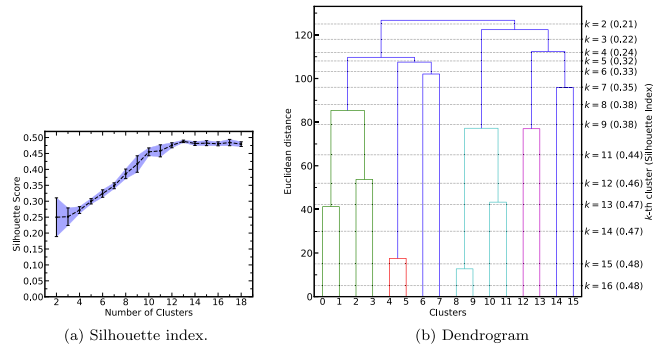 0.50
0.45
0.40
0.35
0.30
0.25
0.20
0.15
0.10
0.05
0.00
Silhouette Score
2 4 6 8 10 12 14 16 18
Number of Clusters
(a) Silhouette index.
120
100
80
60
40
20
0
Euclidean distance
0 1 2 3 4 5 6 7 8 9 10 11 12 13 14 15
Clusters
k = 2 (0.21)
k = 3 (0.22)
k = 4 (0.24)
k = 5 (0.32)
k = 6 (0.33)
k = 7 (0.35)
k = 8 (0.38)
k = 9 (0.38)
k = 11 (0.44)
k = 12 (0.46)
k = 13 (0.47)
k = 14 (0.47)
k = 15 (0.48)
k = 16 (0.48)
k-th cluster (Silhouette Index)
(b) Dendrogram